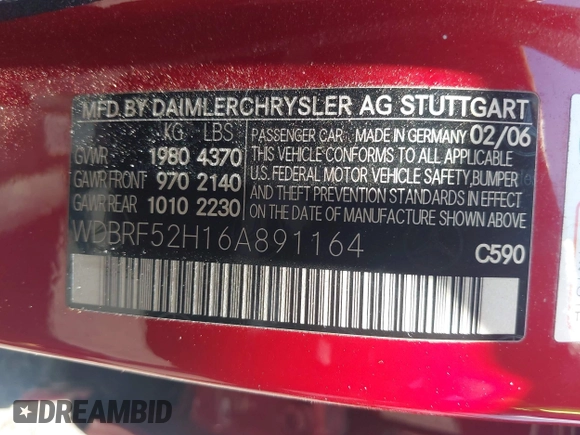 MFD. BY DAIMLERCHRYSLER AG STUTTGART
KG LBS
GVWR 1980 4370
GAWR FRONT 970 2140
GAWR REAR 1010 2230
PASSENGER CAR MADE IN GERMANY 02/06
THIS VEHICLE CONFORMS TO ALL APPLICABLE
U.S. FEDERAL MOTOR VEHICLE SAFETY, BUMPER
AND THEFT PREVENTION STANDARDS IN EFFECT
ON THE DATE OF MANUFACTURE SHOWN ABOVE.
WDBRF52H16A891164
C590
DREAMBID